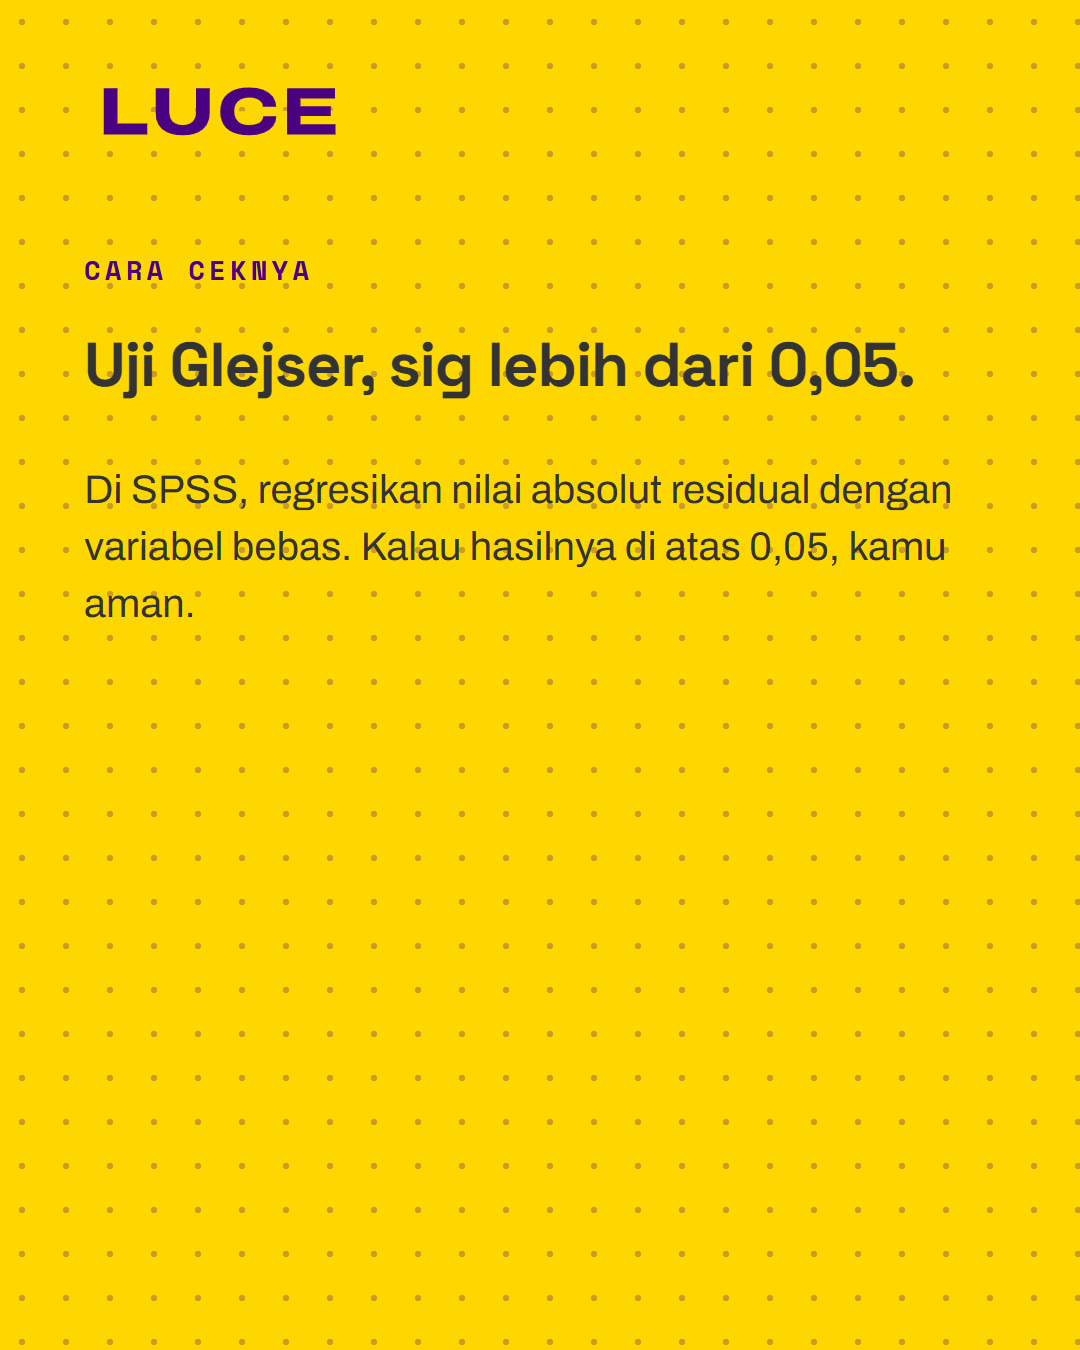 LUCE
CARA CEKNYA
Uji Glejser, sig lebih dari 0,05.
Di SPSS, regresikan nilai absolut residual dengan
variabel bebas. Kalau hasilnya di atas 0,05, kamu
aman.